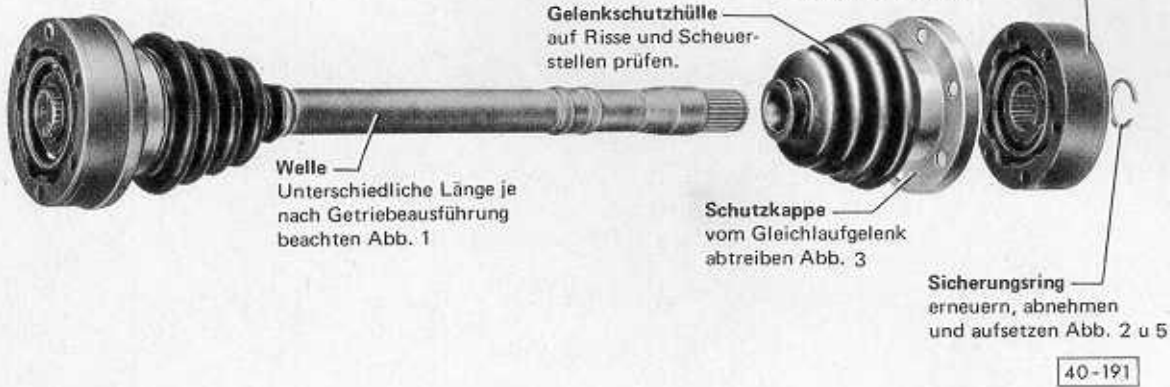 Gelenkschutzhülle
auf Risse und Scheuer-
stellen prüfen.
Welle
Unterschiedliche Länge je
nach Getriebeausführung
beachten Abb. 1
Schutzkappe
vom Gleichlaufgelenk
abtreiben Abb. 3
Sicherungsring
erneuern, abnehmen
und aufsetzen Abb. 2 u 5
40-191